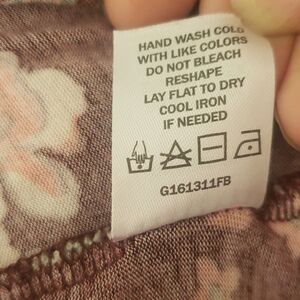 HAND WASH COLD
WITH LIKE COLORS
DO NOT BLEACH
RESHAPE
LAY FLAT TO DRY
COOL IRON
IF NEEDED
G161311FB